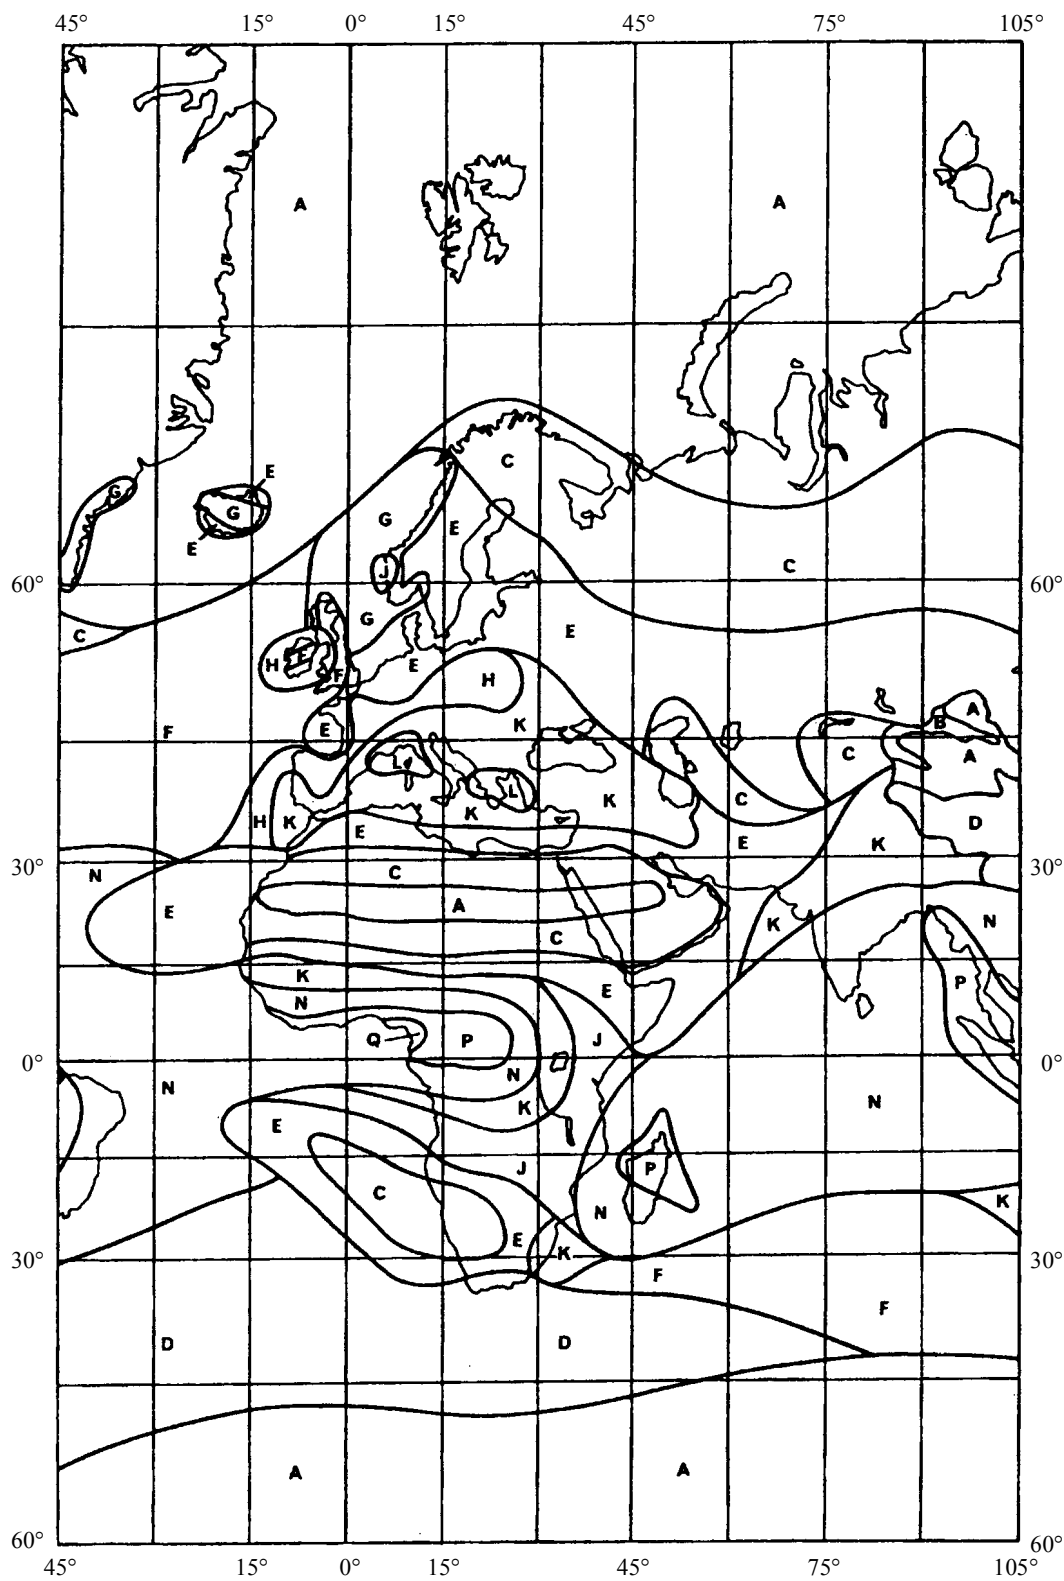 45° 15° 0° 15° 45° 75° 105°
A A
E
C
G
G
G E
E
J
60° C 60°
G
C E
H E F E
H
A
F E K B
C A
L
L C
K
H K K D
E E K
30° 30°
N C
A
E K N
C
K E P
N
Q P J
0° 0°
N
N K N
E
J P
C
N K
E K
30° 30°
F
F
D D
A A
60° 60°
45° 15° 0° 15° 45° 75° 105°